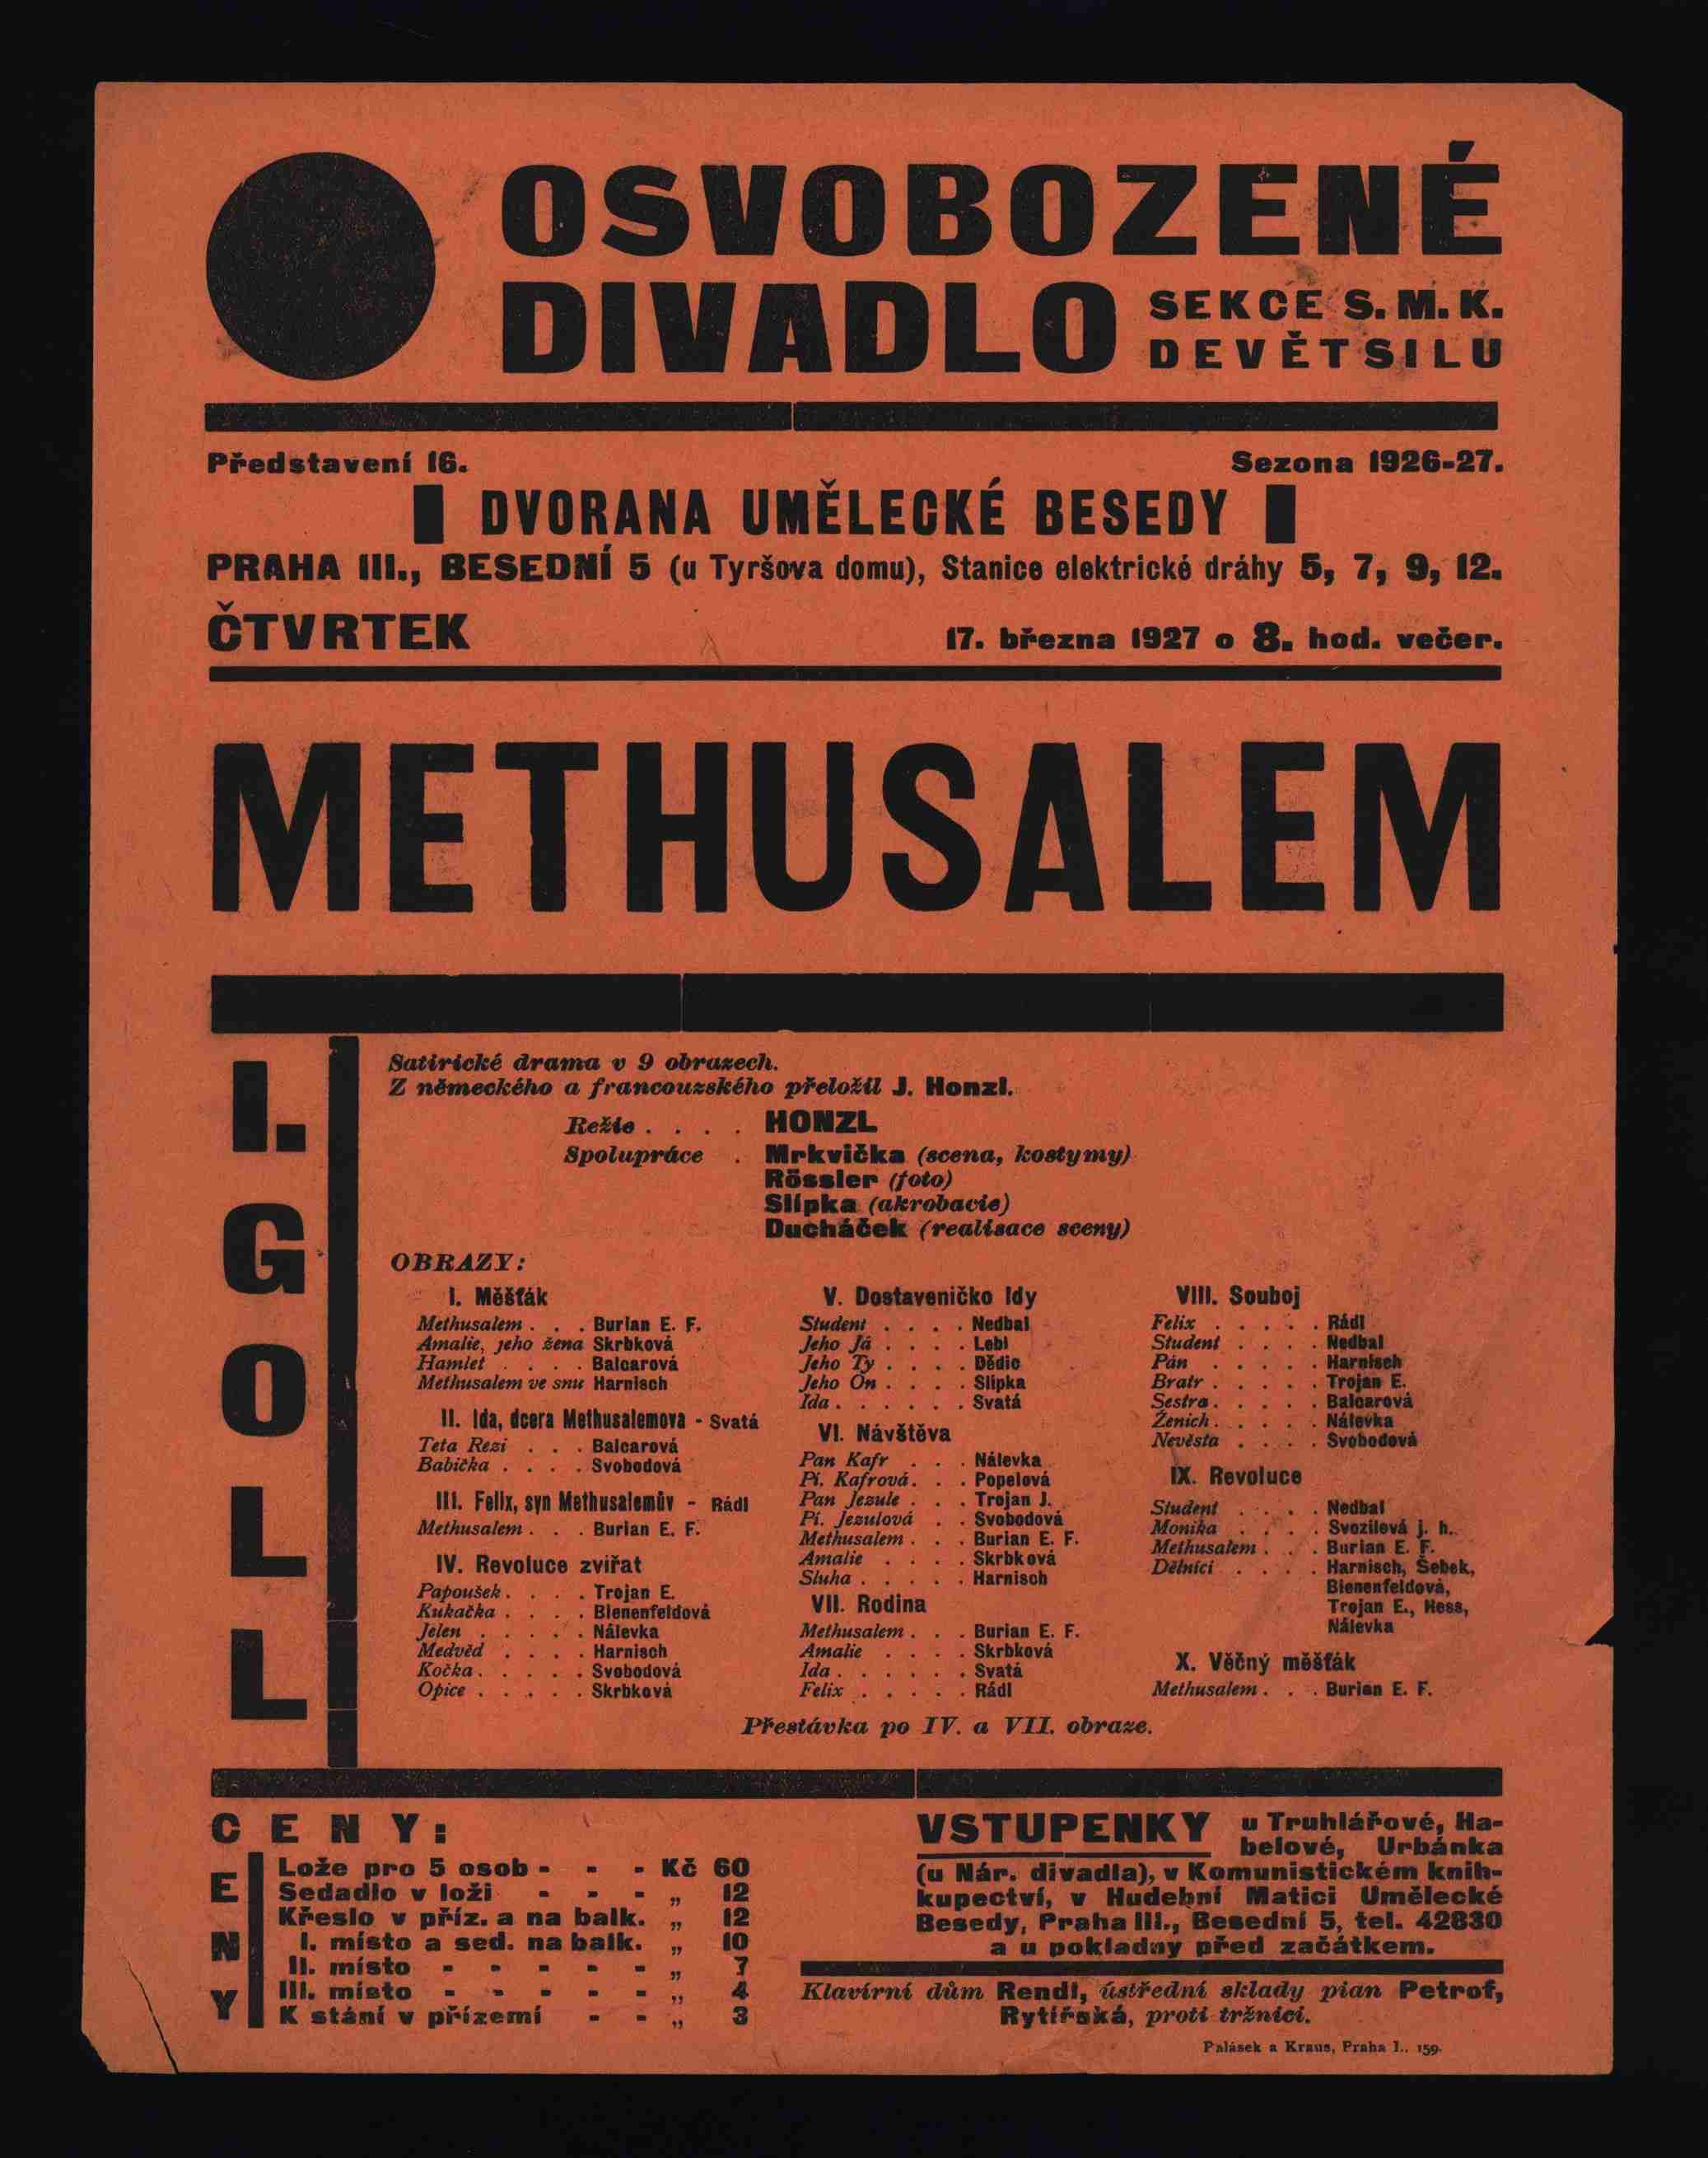 OSVOBOZENÉ
DIVADLO SEKCE S. M. K.
DEVĚTSILU
Představení 16. Sezona 1926-27.
DVORANA UMĚLECKÉ BESEDY
PRAHA III., BESEDNÍ 5 (u Tyršova domu), Stanice elektrické dráhy 5, 7, 9, 12.
ČTVRTEK 17. března 1927 o 8. hod. večer.
METHUSALEM
I. GOLL
Satirické drama v 9 obrazech.
Z německého a francouzského přeložil J. Honzl.
Režie . . . . HONZL
Spolupráce . Mrkvička (scena, kostymy)
Rössler (foto)
Slípka (akrobacie)
Ducháček (realisace sceny)
OBRAZY:
I. Měšťák
Methusalem . . . Burian E. F.
Amalie, jeho žena Skrbková
Hamlet . . . . Balcarová
Methusalem ve snu Harnisch
II. Ida, dcera Methusalemova - Svatá
Teta Rezi . . . Balcarová
Babička . . . . Svobodová
III. Felix, syn Methusalemův - Rádl
Methusalem . . . Burian E. F.
IV. Revoluce zvířat
Papoušek . . . . Trojan E.
Kukačka . . . . Bienenfeldová
Jelen . . . . . Nálevka
Medvěd . . . . Harnisch
Kočka . . . . . Svobodová
Opice . . . . . Skrbková
V. Dostaveničko Idy
Student . . . . Nedbal
Jeho Já . . . . Lebl
Jeho Ty . . . . Dědic
Jeho On . . . . Slipka
Ida . . . . . . Svatá
VI. Návštěva
Pan Kafr . . . Nálevka
Pí. Kafrová . . . Popelová
Pan Jezule . . . Trojan J.
Pí. Jezulová . . Svobodová
Methusalem . . . Burian E. F.
Amalie . . . . Skrbková
Sluha . . . . . Harnisch
VII. Rodina
Methusalem . . . Burian E. F.
Amalie . . . . Skrbková
Ida . . . . . . Svatá
Felix . . . . . Rádl
VIII. Souboj
Felix . . . . . Rádl
Student . . . . Nedbal
Pán . . . . . Harnisch
Bratr . . . . . Trojan E.
Sestra . . . . . Balcarová
Ženich . . . . . Nálevka
Nevěsta . . . . Svobodová
IX. Revoluce
Student . . . . Nedbal
Monika . . . . Svozilová j. h.
Methusalem . . . Burian E. F.
Dělníci . . . . Harnisch, Šebek,
Bienenfeldová,
Trojan E., Hess,
Nálevka
X. Věčný měšťák
Methusalem . . . Burian E. F.
Přestávka po IV. a VII. obraze.
CENY:
ENY
Lože pro 5 osob - - - Kč 60
Sedadlo v loži - - - „ 12
Křeslo v příz. a na balk. „ 12
I. místo a sed. na balk. „ 10
II. místo - - - - - „ 7
III. místo - - - - - „ 4
K stání v přízemí - - „ 3
VSTUPENKY u Truhlářové, Ha-
belové, Urbánka
(u Nár. divadla), v Komunistickém knih-
kupectví, v Hudební Matici Umělecké
Besedy, Praha III., Besední 5, tel. 42830
a u pokladny před začátkem.
Klavírní dům Rendl, ústřední sklady pian Petrof,
Rytířská, proti tržnici.
Palásek a Kraus, Praha I., 159.